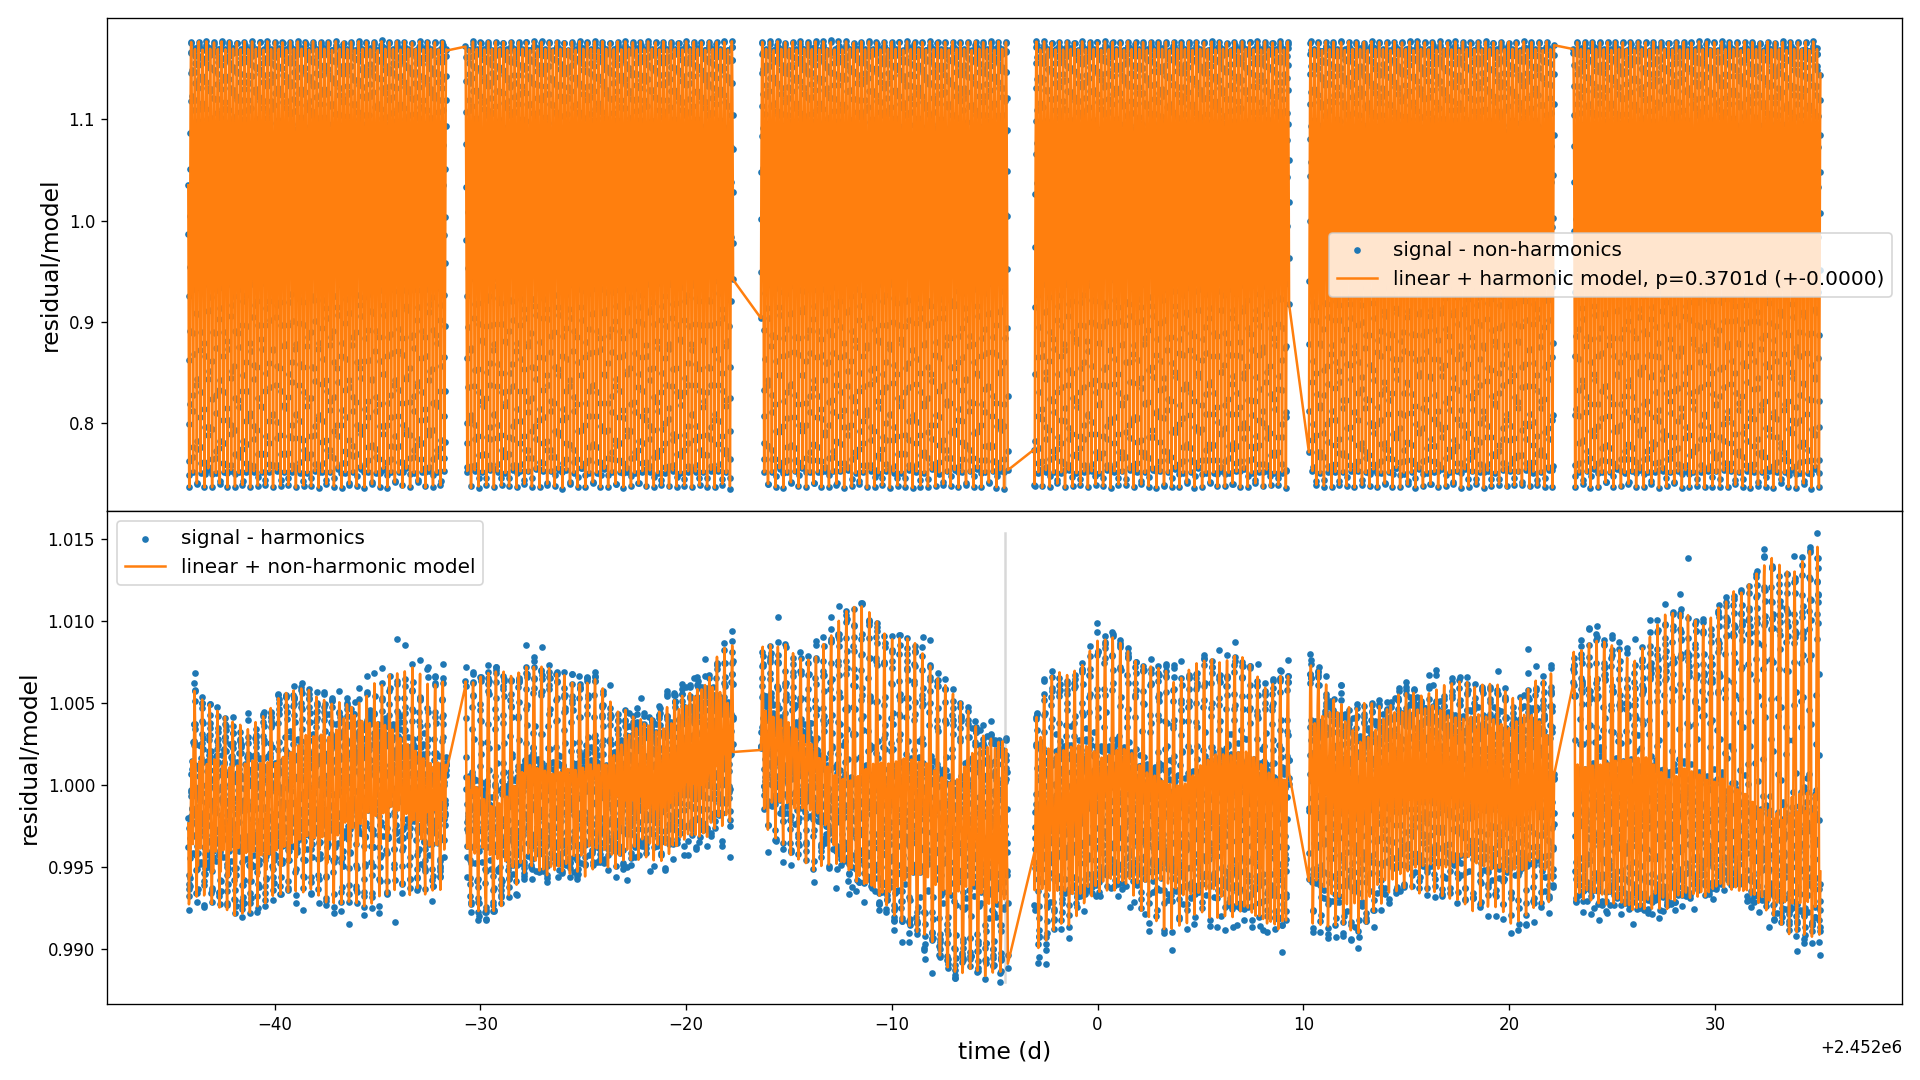 residual/model
1.1
1.0
0.9
0.8
signal - non-harmonics
linear + harmonic model, p=0.3701d (+-0.0000)
residual/model
1.015
1.010
1.005
1.000
0.995
0.990
signal - harmonics
linear + non-harmonic model
−40
−30
−20
−10
0
10
20
30
time (d)
+2.452e6